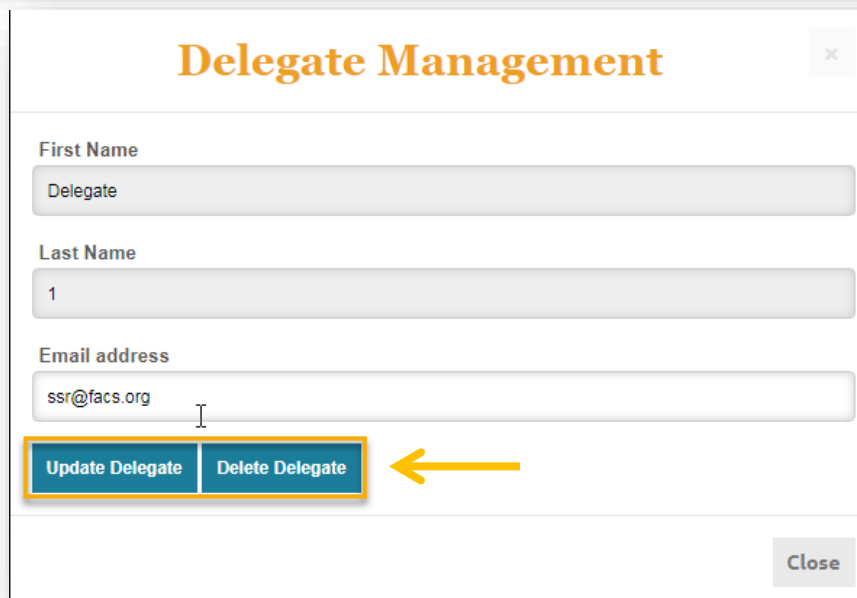 Delegate Management
×
First Name
Delegate
Last Name
1
Email address
ssr@facs.org
Update Delegate Delete Delegate
Close